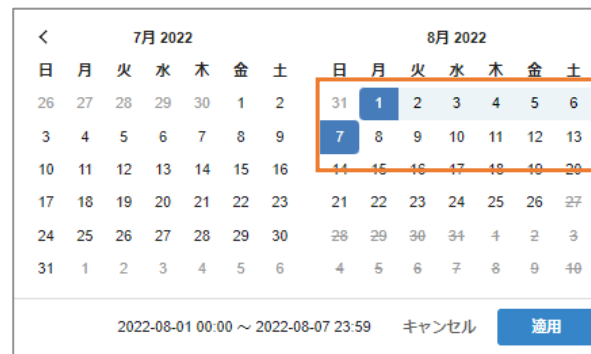 < 7月 2022 8月 2022
日 月 火 水 木 金 土 日 月 火 水 木 金 土
26 27 28 29 30 1 2 31 1 2 3 4 5 6
3 4 5 6 7 8 9 7 8 9 10 11 12 13
10 11 12 13 14 15 16 14 15 16 17 18 19 20
17 18 19 20 21 22 23 21 22 23 24 25 26 27
24 25 26 27 28 29 30 28 29 30 31 1 2 3
31 1 2 3 4 5 6 4 5 6 7 8 9 10
2022-08-01 00:00 ～ 2022-08-07 23:59 キャンセル 適用